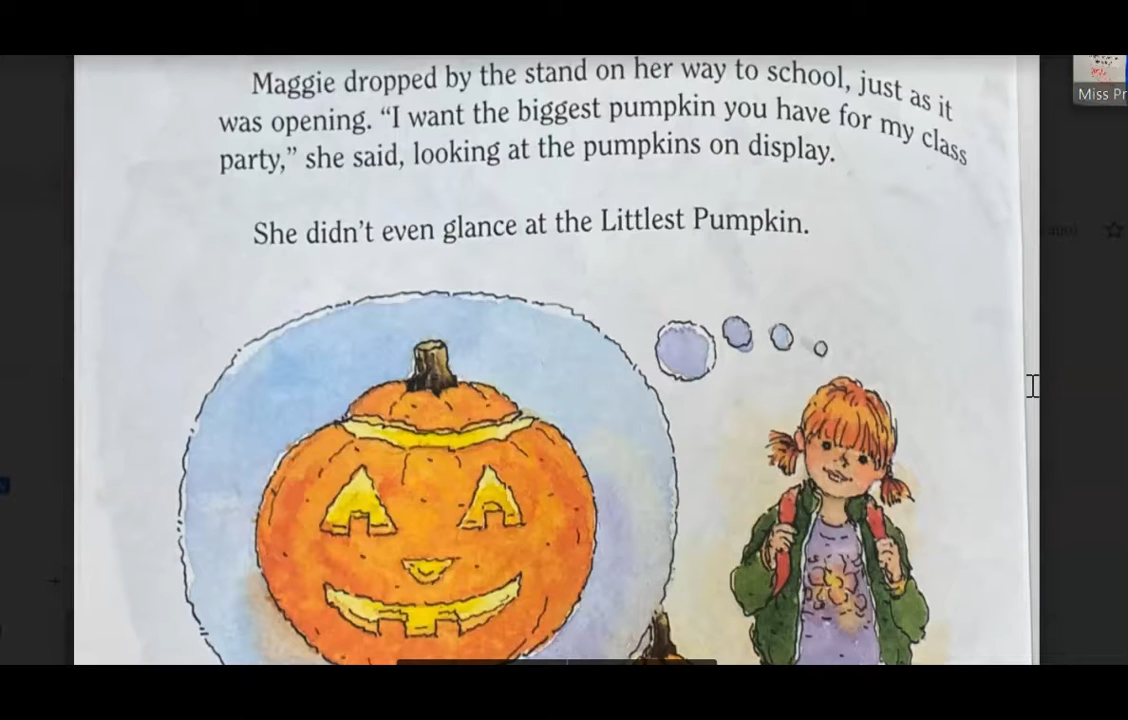 Maggie dropped by the stand on her way to school, just as it
was opening. “I want the biggest pumpkin you have for my class
party,” she said, looking at the pumpkins on display.
She didn’t even glance at the Littlest Pumpkin.
Miss Pr